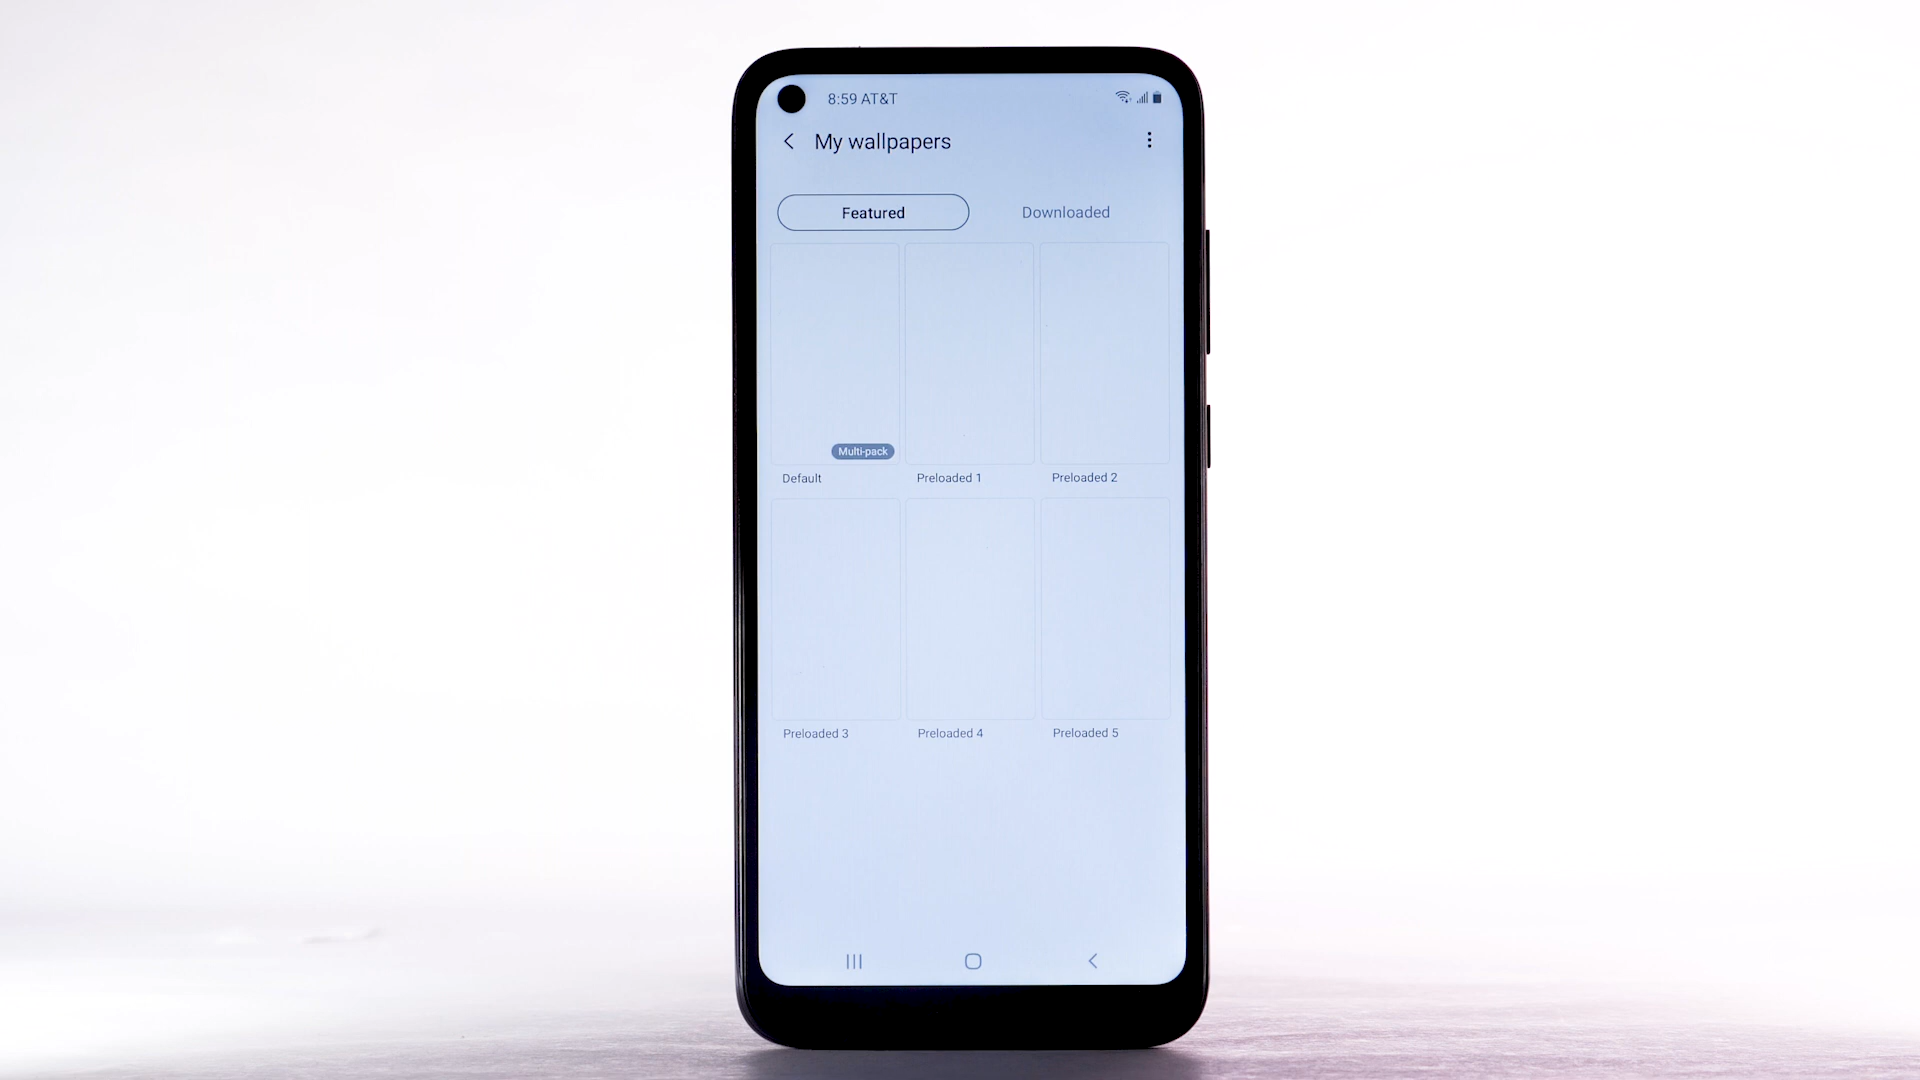 8:59 AT&T
My wallpapers
Featured
Downloaded
Multi-pack
Default
Preloaded 1
Preloaded 2
Preloaded 3
Preloaded 4
Preloaded 5